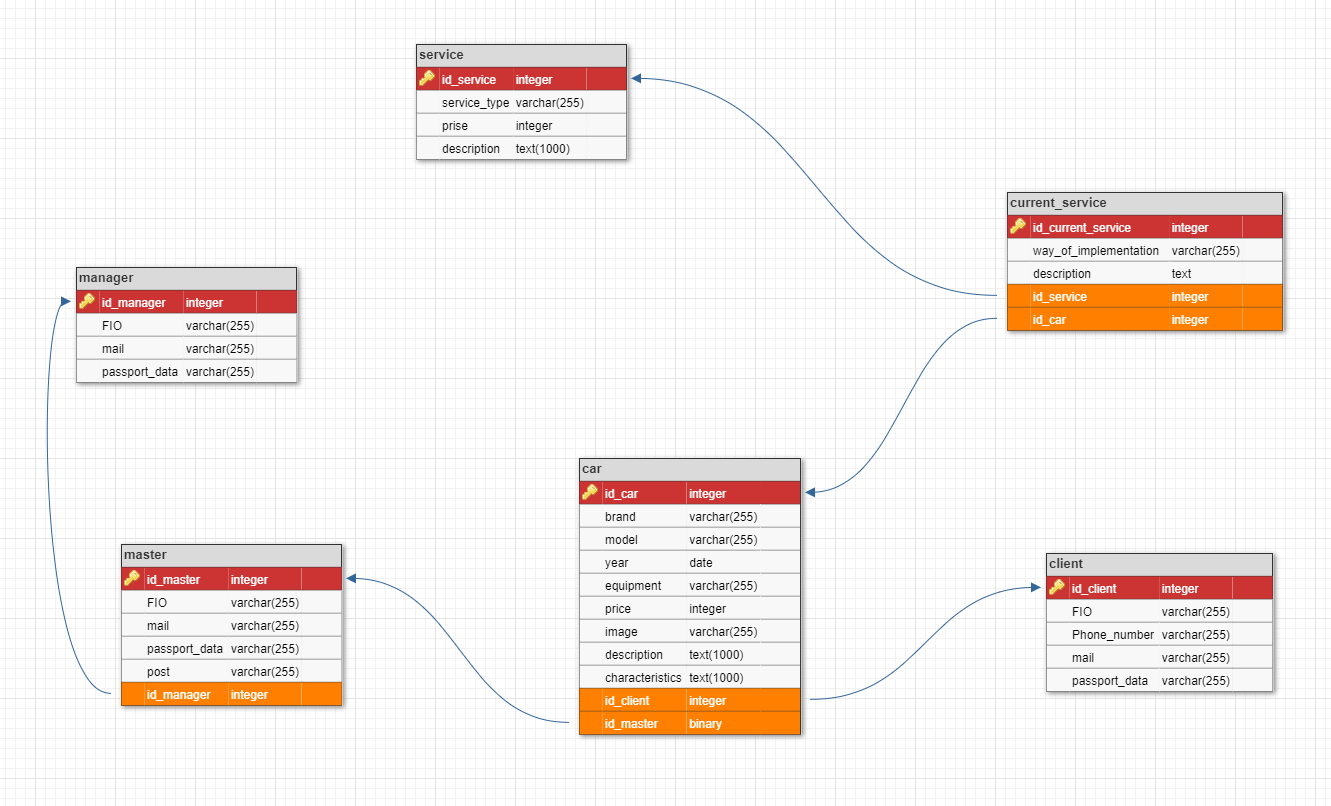 service
id_service integer
service_type varchar(255)
prise integer
description text(1000)
current_service
id_current_service integer
way_of_implementation varchar(255)
description text
id_service integer
id_car integer
manager
id_manager integer
FIO varchar(255)
mail varchar(255)
passport_data varchar(255)
car
id_car integer
brand varchar(255)
model varchar(255)
year date
equipment varchar(255)
price integer
image varchar(255)
description text(1000)
characteristics text(1000)
id_client integer
id_master binary
master
id_master integer
FIO varchar(255)
mail varchar(255)
passport_data varchar(255)
post varchar(255)
id_manager integer
client
id_client integer
FIO varchar(255)
Phone_number varchar(255)
mail varchar(255)
passport_data varchar(255)